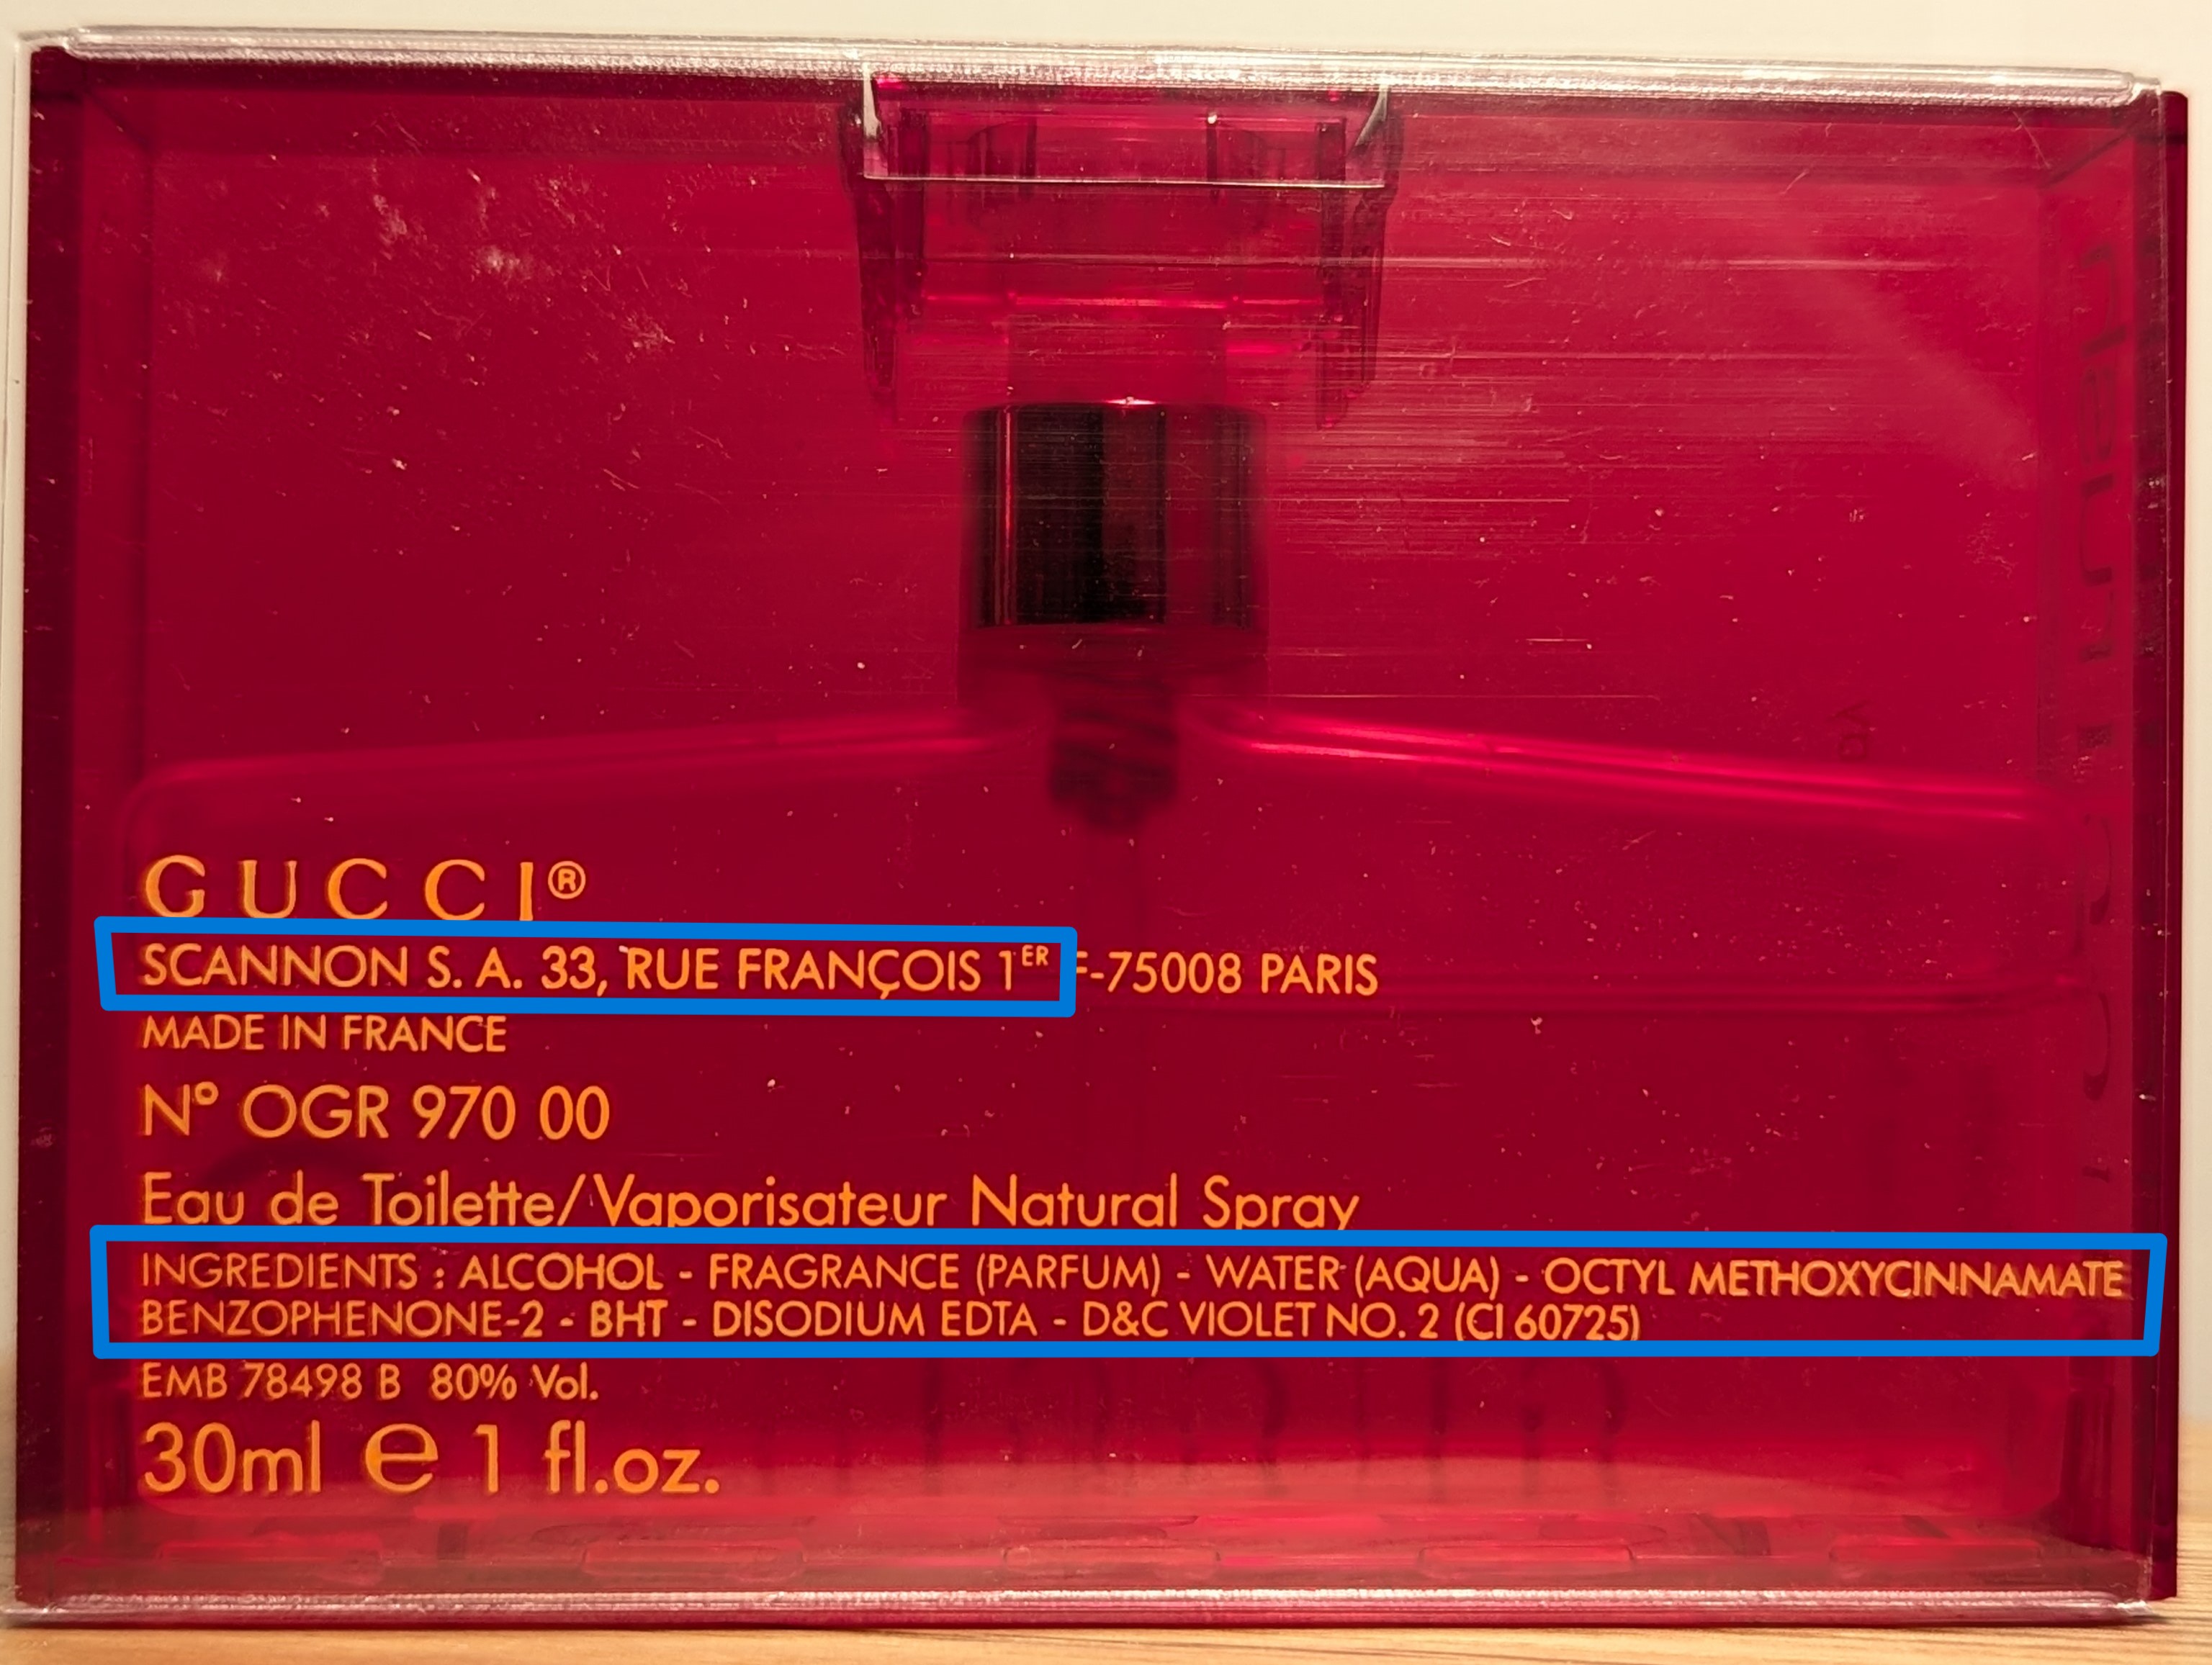 GUCCI®
SCANNON S. A. 33, RUE FRANÇOIS 1ER F-75008 PARIS
MADE IN FRANCE
Nº OGR 970 00
Eau de Toilette/Vaporisateur Natural Spray
INGREDIENTS : ALCOHOL - FRAGRANCE (PARFUM) - WATER (AQUA) - OCTYL METHOXYCINNAMATE
BENZOPHENONE-2 - BHT - DISODIUM EDTA - D&C VIOLET NO. 2 (CI 60725)
EMB 78498 B 80% Vol.
30ml e 1 fl.oz.